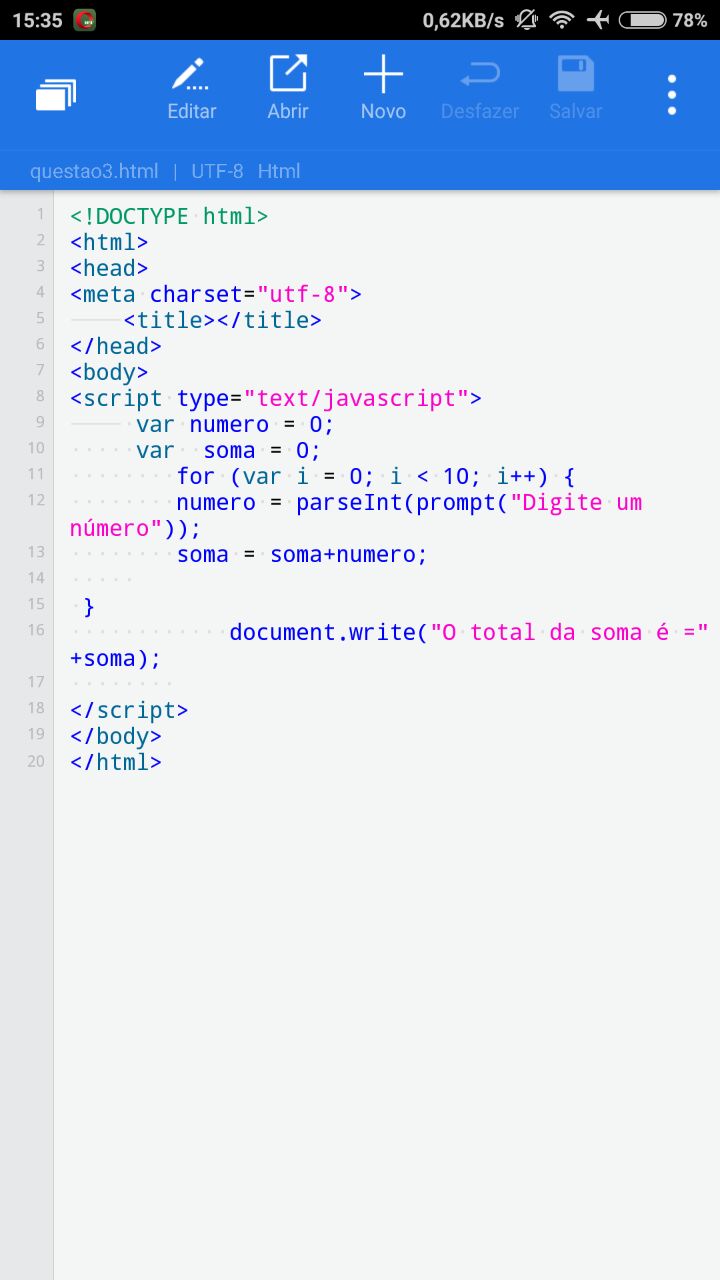 15:35 0,62KB/s 78%
Editar Abrir Novo Desfazer Salvar
questao3.html | UTF-8 Html
1 <!DOCTYPE html>
2 <html>
3 <head>
4 <meta charset="utf-8">
5 <title></title>
6 </head>
7 <body>
8 <script type="text/javascript">
9 var numero = 0;
10 var  soma = 0;
11 for (var i = 0; i < 10; i++) {
12 numero = parseInt(prompt("Digite um
número"));
13 soma = soma+numero;
14
15 }
16 document.write("O total da soma é ="
+soma);
17
18 </script>
19 </body>
20 </html>